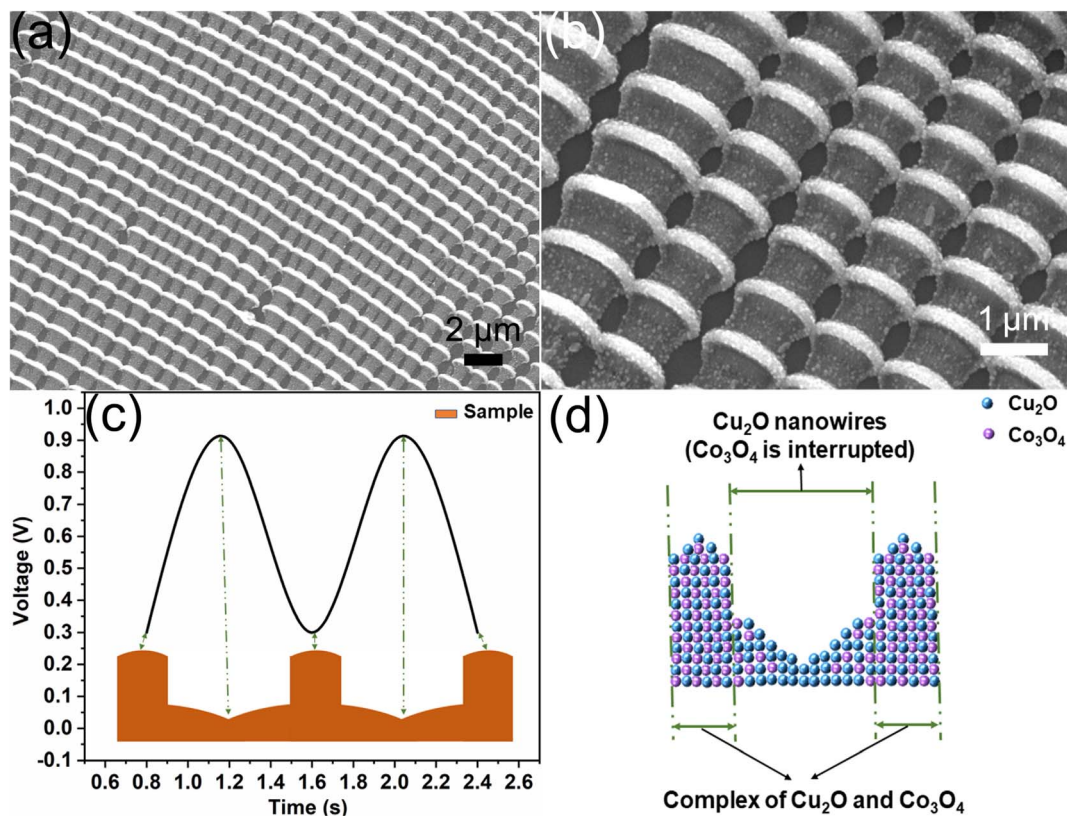 (a)
2 μm
(b)
1 μm
(c)
Sample
1.0
0.9
0.8
0.7
0.6
0.5
0.4
0.3
0.2
0.1
0.0
-0.1
Voltage (V)
0.6 0.8 1.0 1.2 1.4 1.6 1.8 2.0 2.2 2.4 2.6
Time (s)
(d)
Cu₂O
Co₃O₄
Cu₂O nanowires
(Co₃O₄ is interrupted)
Complex of Cu₂O and Co₃O₄